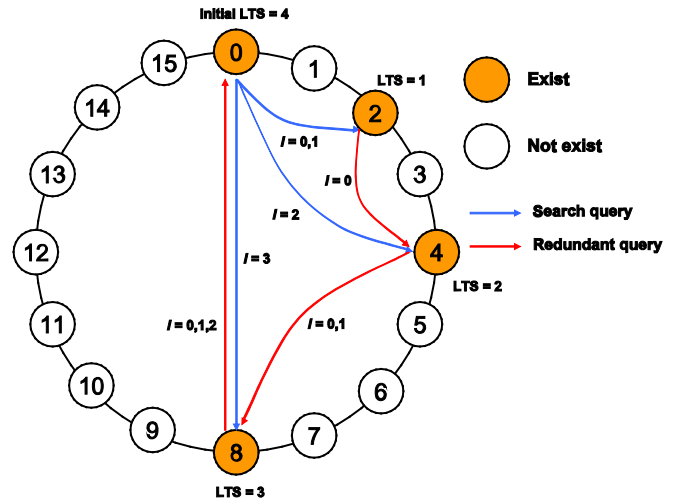 initial LTS = 4
0
15
1
LTS = 1
Exist
14
2
l = 0,1
Not exist
13
3
l = 0
Search query
l = 2
Redundant query
12
4
l = 3
LTS = 2
11
l = 0,1,2
l = 0,1
5
10
6
9
7
8
LTS = 3